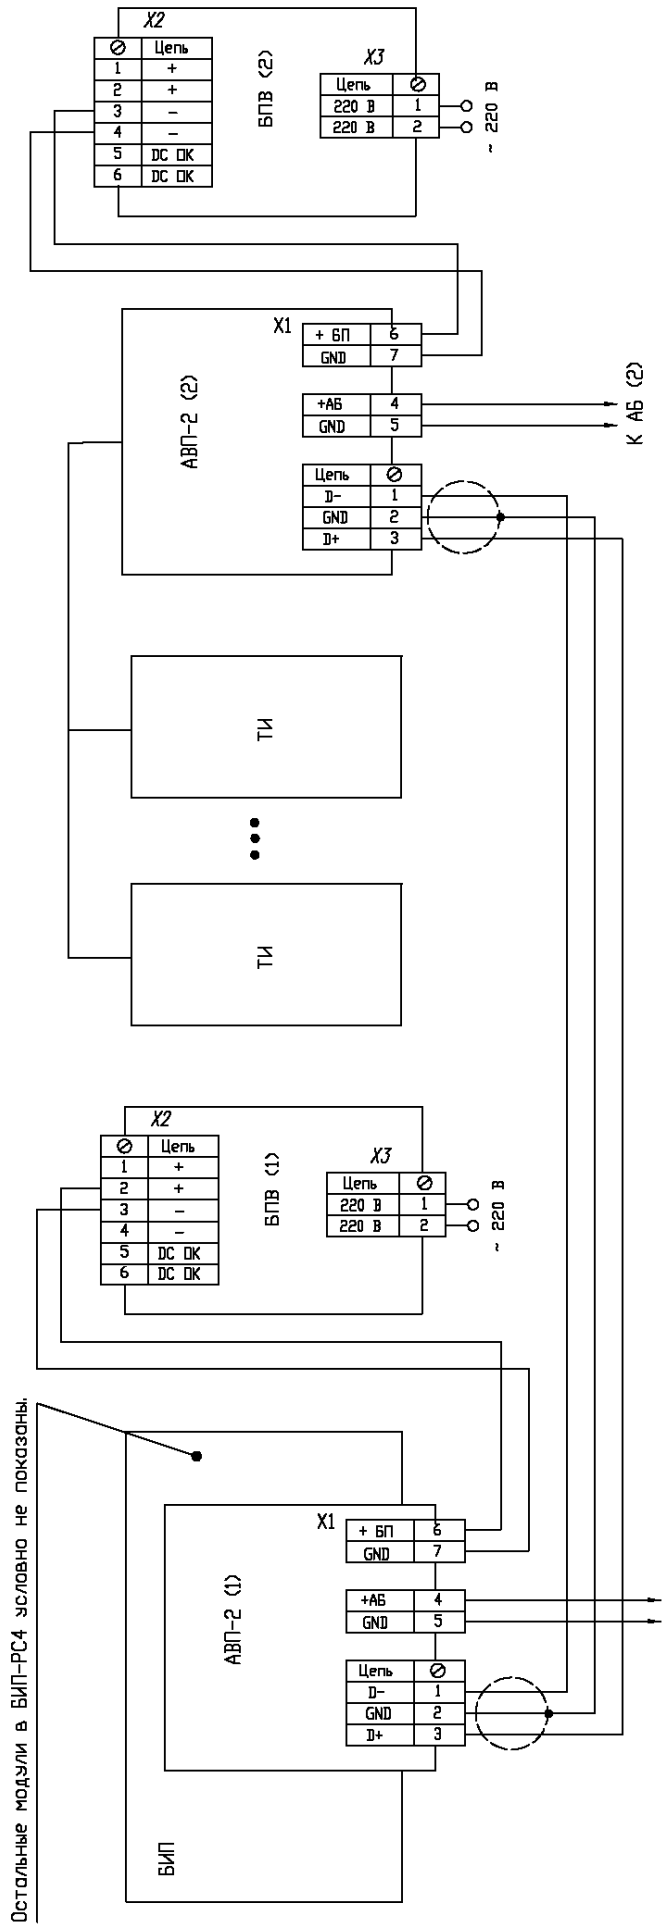 X2
Цепь
1 +
2 +
3 -
4 -
5 DC OK
6 DC OK
БПВ (2)
X3
Цепь
220 В 1
220 В 2
~ 220 В
X1
+ БП 6
GND 7
+АБ 4
GND 5
Цепь
D- 1
GND 2
D+ 3
АВП-2 (2)
К АБ (2)
ТИ
ТИ
X2
Цепь
1 +
2 +
3 -
4 -
5 DC OK
6 DC OK
БПВ (1)
X3
Цепь
220 В 1
220 В 2
~ 220 В
Остальные модули в БИП-РС4 условно не показаны.
X1
+ БП 6
GND 7
+АБ 4
GND 5
Цепь
D- 1
GND 2
D+ 3
АВП-2 (1)
БИП